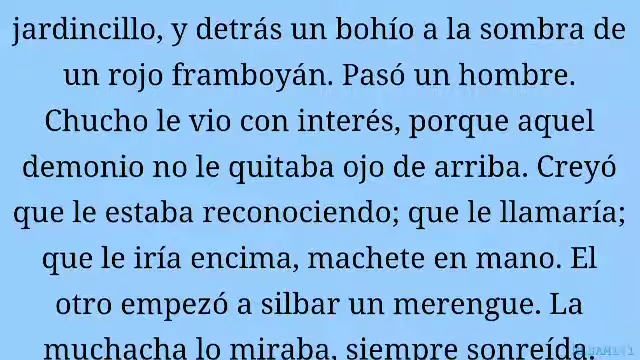 jardincillo, y detrás un bohío a la sombra de
un rojo framboyán. Pasó un hombre.
Chucho le vio con interés, porque aquel
demonio no le quitaba ojo de arriba. Creyó
que le estaba reconociendo; que le llamaría;
que le iría encima, machete en mano. El
otro empezó a silbar un merengue. La
muchacha lo miraba, siempre sonreída.